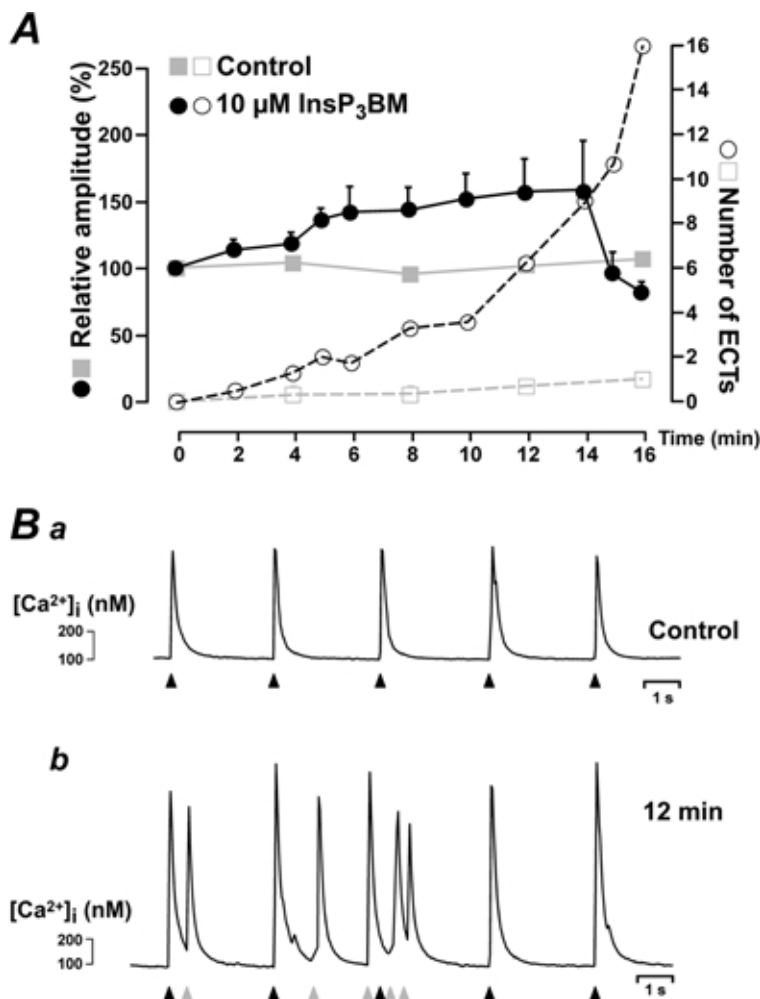 A
Relative amplitude (%)
250
200
150
100
50
0
Control
10 µM InsP₃BM
16
14
12
10
8
6
4
2
0
Number of ECTs
0 2 4 6 8 10 12 14 16
Time (min)
B a
[Ca²⁺]ᵢ (nM)
200
100
Control
1 s
b
12 min
[Ca²⁺]ᵢ (nM)
200
100
1 s